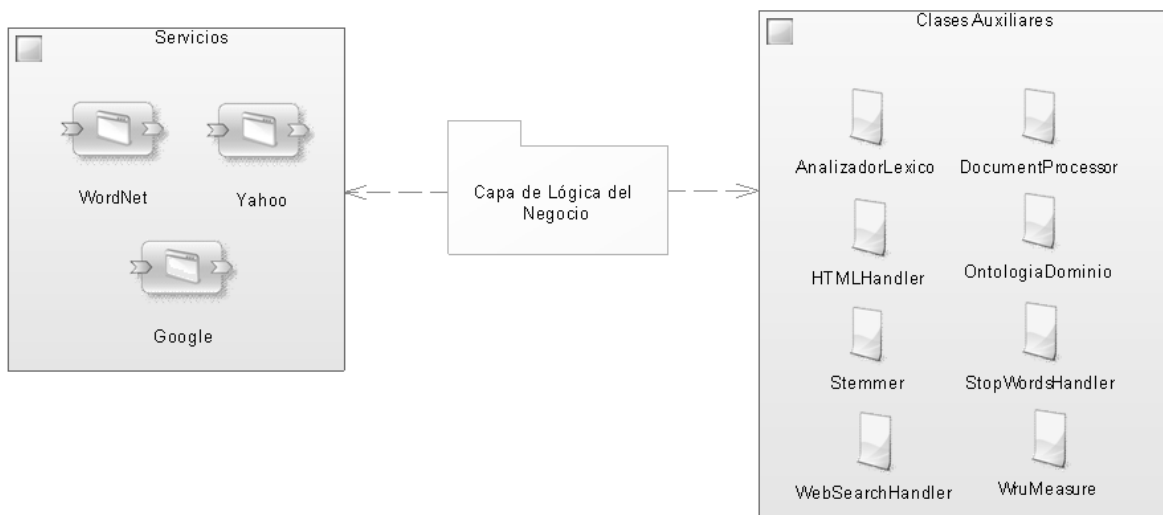 Servicios
WordNet
Yahoo
Google
Capa de Lógica del
Negocio
Clases Auxiliares
AnalizadorLexico
DocumentProcessor
HTMLHandler
OntologiaDominio
Stemmer
StopWordsHandler
WebSearchHandler
WuMeasure